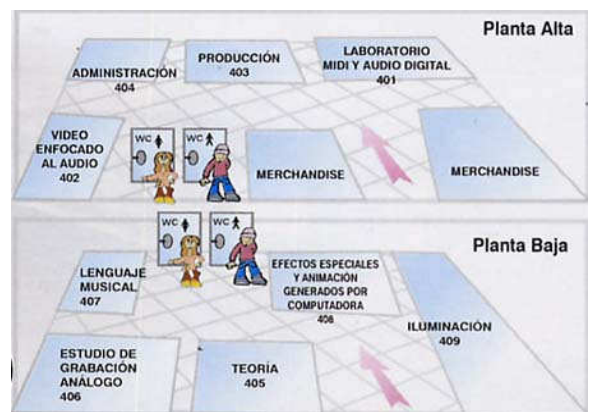 Planta Alta
LABORATORIO
MIDI Y AUDIO DIGITAL
401
PRODUCCIÓN
403
ADMINISTRACIÓN
404
VIDEO
ENFOCADO
AL AUDIO
402
WC
WC
MERCHANDISE
MERCHANDISE
Planta Baja
WC
WC
LENGUAJE
MUSICAL
407
EFECTOS ESPECIALES
Y ANIMACIÓN
GENERADOS POR
COMPUTADORA
408
ILUMINACIÓN
409
ESTUDIO DE
GRABACIÓN
ANÁLOGO
406
TEORÍA
405